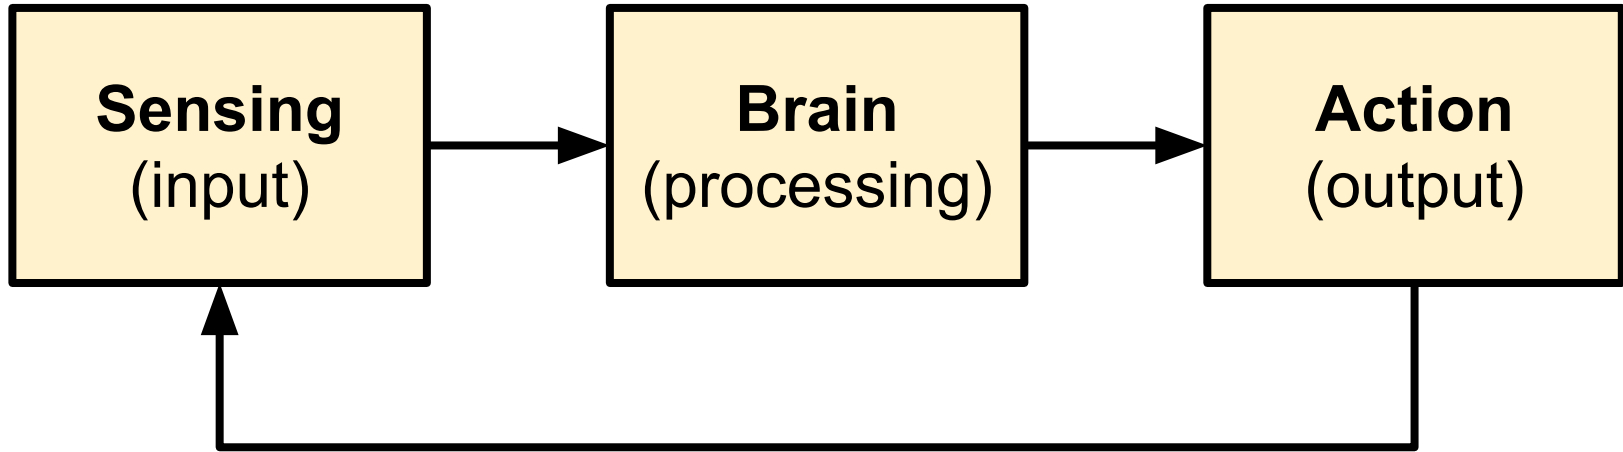 Sensing
(input)
Brain
(processing)
Action
(output)